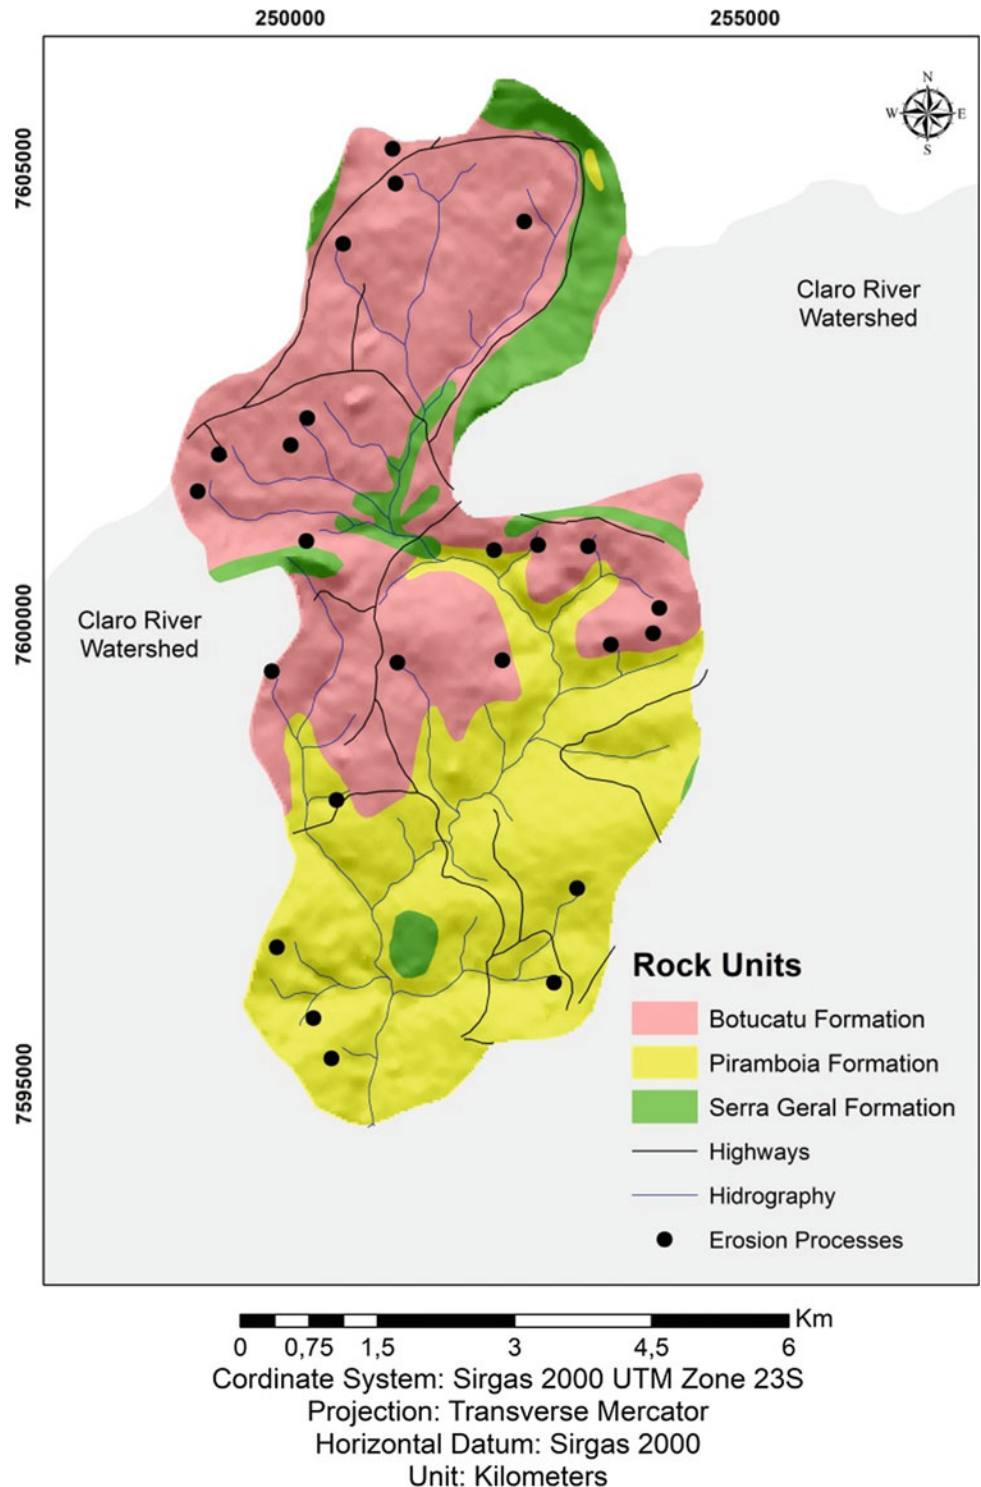 250000
255000
N
W
E
S
7605000
Claro River
Watershed
7600000
Claro River
Watershed
7595000
Rock Units
Botucatu Formation
Piramboia Formation
Serra Geral Formation
Highways
Hidrography
Erosion Processes
Km
0 0,75 1,5 3 4,5 6
Cordinate System: Sirgas 2000 UTM Zone 23S
Projection: Transverse Mercator
Horizontal Datum: Sirgas 2000
Unit: Kilometers